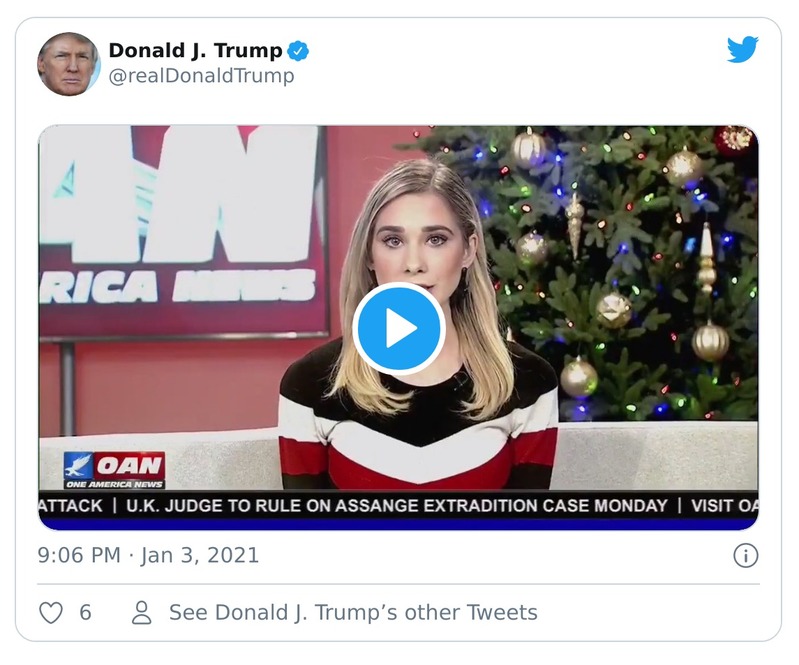 Donald J. Trump
@realDonaldTrump
AN
RICA NEWS
OAN
ONE AMERICA NEWS
ATTACK | U.K. JUDGE TO RULE ON ASSANGE EXTRADITION CASE MONDAY | VISIT OA
9:06 PM · Jan 3, 2021
6
See Donald J. Trump’s other Tweets